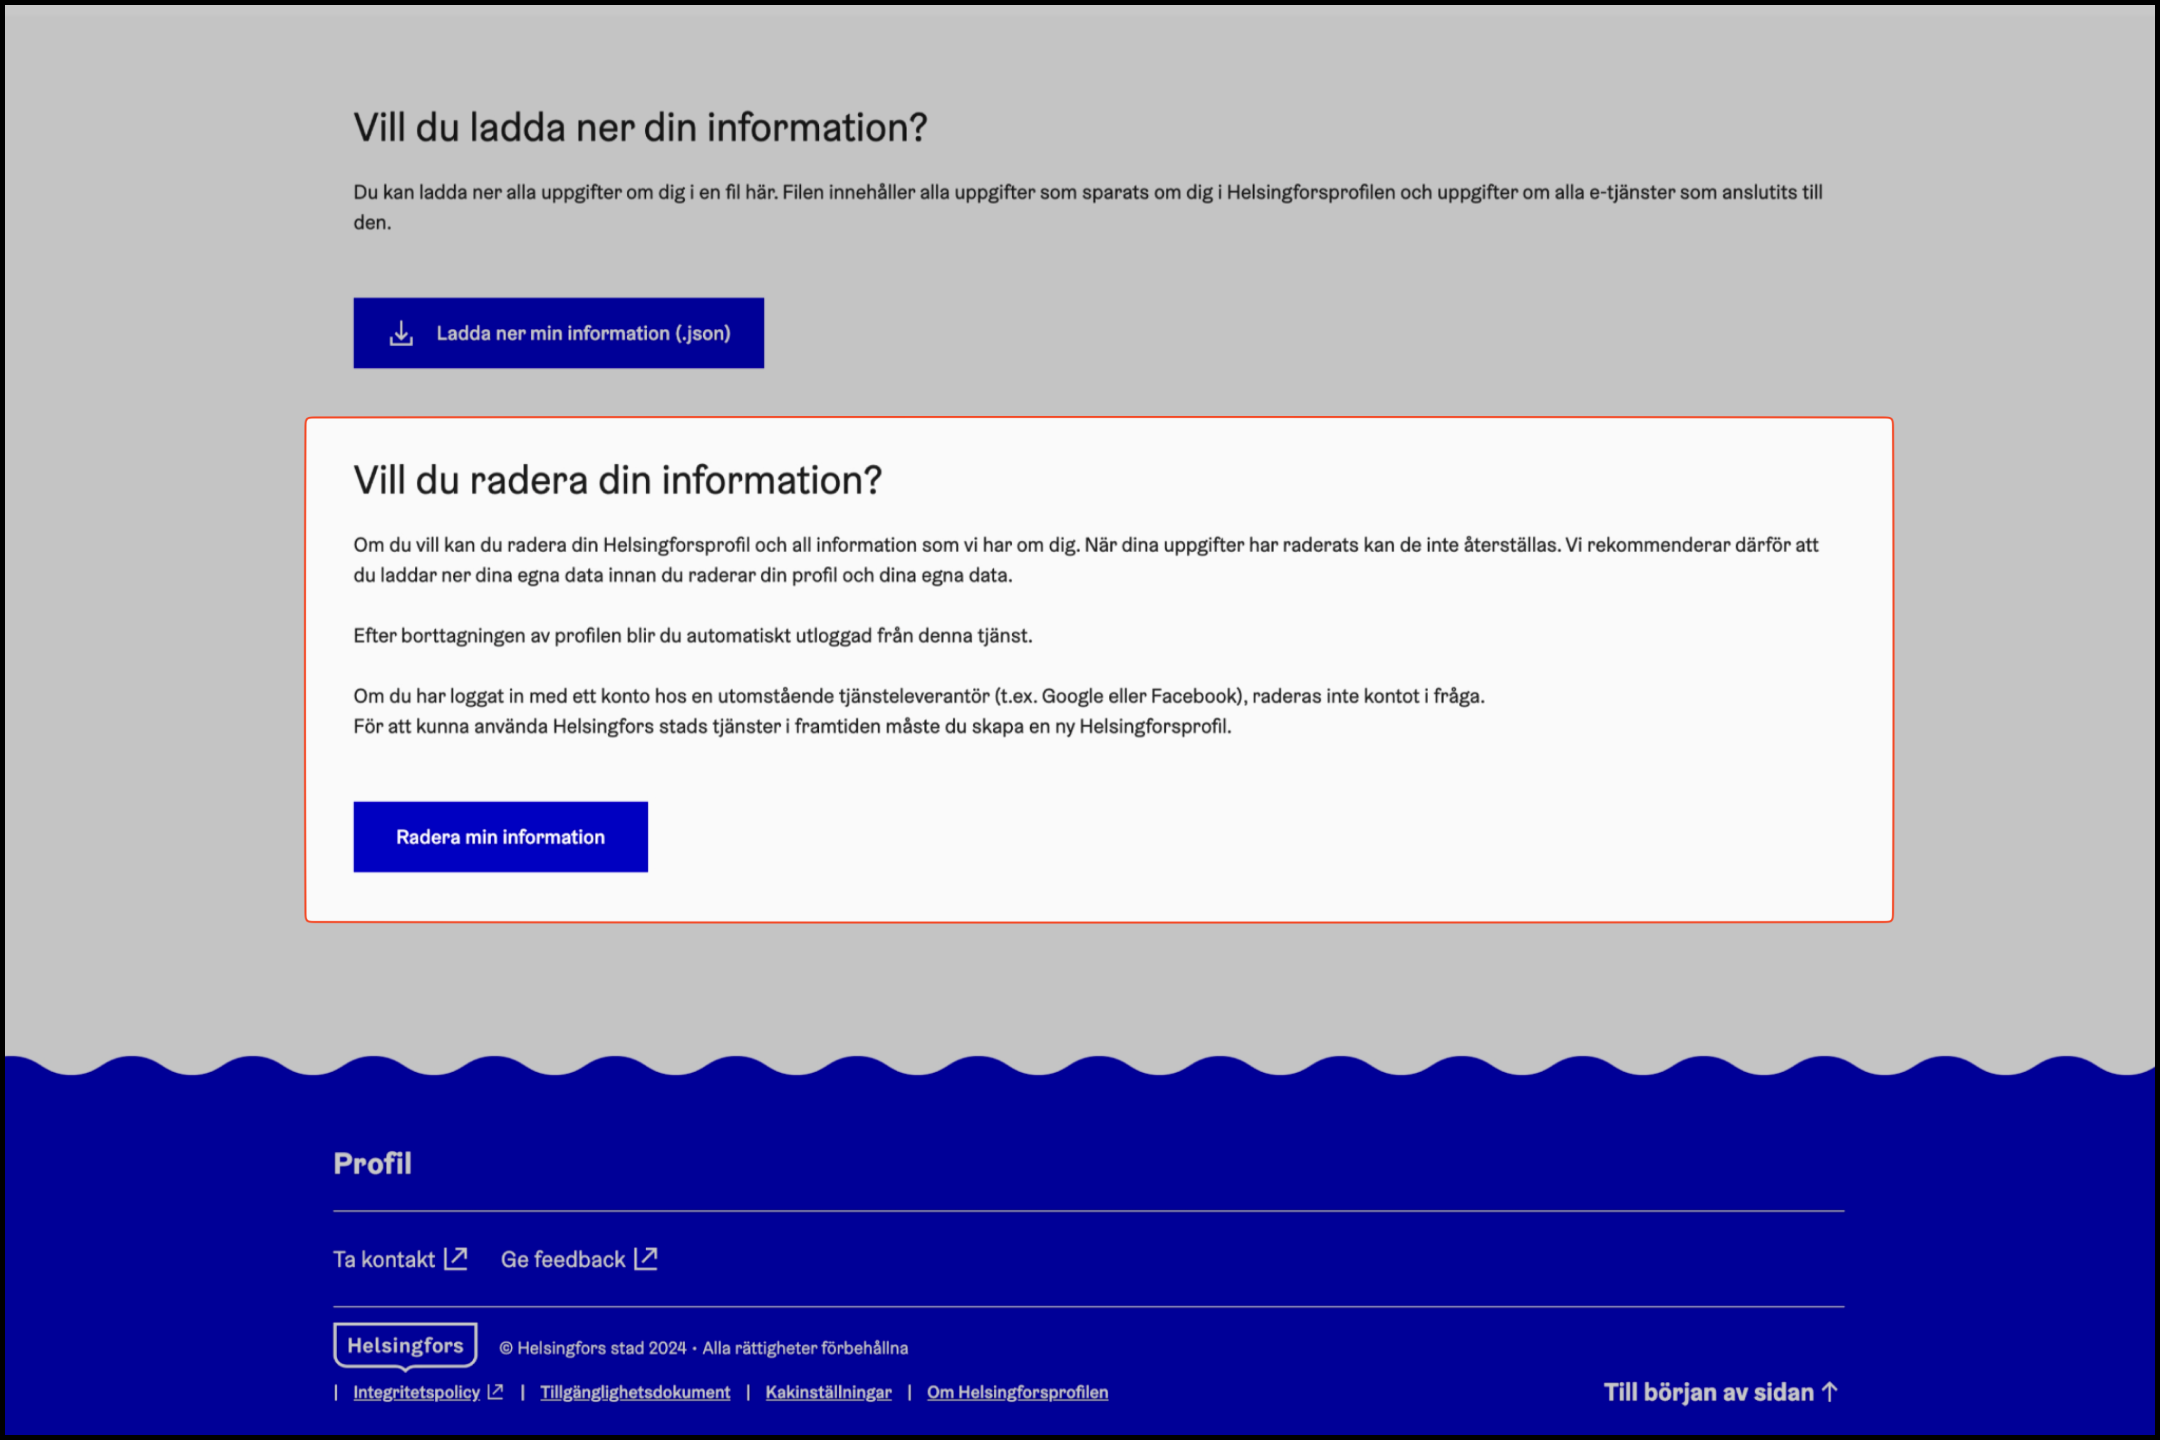 Vill du ladda ner din information?
Du kan ladda ner alla uppgifter om dig i en fil här. Filen innehåller alla uppgifter som sparats om dig i Helsingforsprofilen och uppgifter om alla e-tjänster som anslutits till
den.
Ladda ner min information (.json)
Vill du radera din information?
Om du vill kan du radera din Helsingforsprofil och all information som vi har om dig. När dina uppgifter har raderats kan de inte återställas. Vi rekommenderar därför att
du laddar ner dina egna data innan du raderar din profil och dina egna data.
Efter borttagningen av profilen blir du automatiskt utloggad från denna tjänst.
Om du har loggat in med ett konto hos en utomstående tjänsteleverantör (t.ex. Google eller Facebook), raderas inte kontot i fråga.
För att kunna använda Helsingfors stads tjänster i framtiden måste du skapa en ny Helsingforsprofil.
Radera min information
Profil
Ta kontakt Ge feedback
Helsingfors © Helsingfors stad 2024 • Alla rättigheter förbehållna
| Integritetspolicy | Tillgänglighetsdokument | Kakinställningar | Om Helsingforsprofilen
Till början av sidan ↑